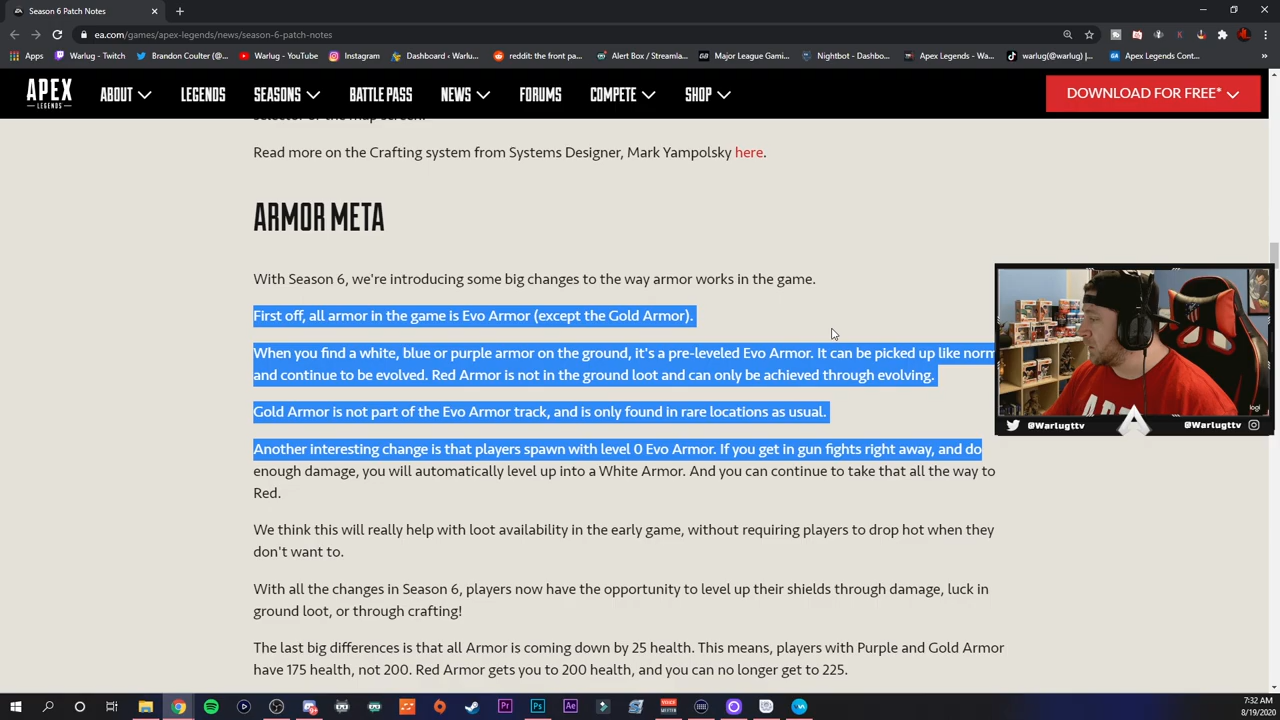 Season 6 Patch Notes
ea.com/games/apex-legends/news/season-6-patch-notes
Apps
Warlug - Twitch
Brandon Coulter (@...
Warlug - YouTube
Instagram
Dashboard ‹ Warlu...
reddit: the front pa...
Alert Box / Streamla...
Major League Gami...
Nightbot - Dashbo...
Apex Legends - Wa...
warlug(@warlug) |...
Apex Legends Cont...
»
APEX
LEGENDS
ABOUT
LEGENDS
SEASONS
BATTLE PASS
NEWS
FORUMS
COMPETE
SHOP
DOWNLOAD FOR FREE*
Read more on the Crafting system from Systems Designer, Mark Yampolsky here.
ARMOR META
With Season 6, we're introducing some big changes to the way armor works in the game.
First off, all armor in the game is Evo Armor (except the Gold Armor).
When you find a white, blue or purple armor on the ground, it's a pre-leveled Evo Armor. It can be picked up like norm
and continue to be evolved. Red Armor is not in the ground loot and can only be achieved through evolving.
Gold Armor is not part of the Evo Armor track, and is only found in rare locations as usual.
Another interesting change is that players spawn with level 0 Evo Armor. If you get in gun fights right away, and do
enough damage, you will automatically level up into a White Armor. And you can continue to take that all the way to
Red.
We think this will really help with loot availability in the early game, without requiring players to drop hot when they
don't want to.
With all the changes in Season 6, players now have the opportunity to level up their shields through damage, luck in
ground loot, or through crafting!
The last big differences is that all Armor is coming down by 25 health. This means, players with Purple and Gold Armor
have 175 health, not 200. Red Armor gets you to 200 health, and you can no longer get to 225.
logi
@Warlugttv
@Warlugttv
Pr
Ps
Ae
7:32 AM
8/19/2020